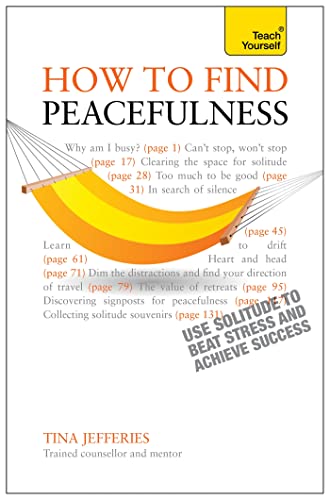 Teach
Yourself
HOW TO FIND
PEACEFULNESS
Why am I busy? (page 1) Can't stop, won't stop
(page 17) Clearing the space for solitude
(page 28) Too much to be good (page
31) In search of silence
(page 45)
Learn to drift
(page 61) Heart and head
(page 71) Dim the distractions and find your direction
of travel (page 79) The value of retreats (page 95)
Discovering signposts for peacefulness (page
Collecting solitude souvenirs (page 131)
USE SOLITUDE TO
BEAT STRESS AND
ACHIEVE SUCCESS
TINA JEFFERIES
Trained counsellor and mentor